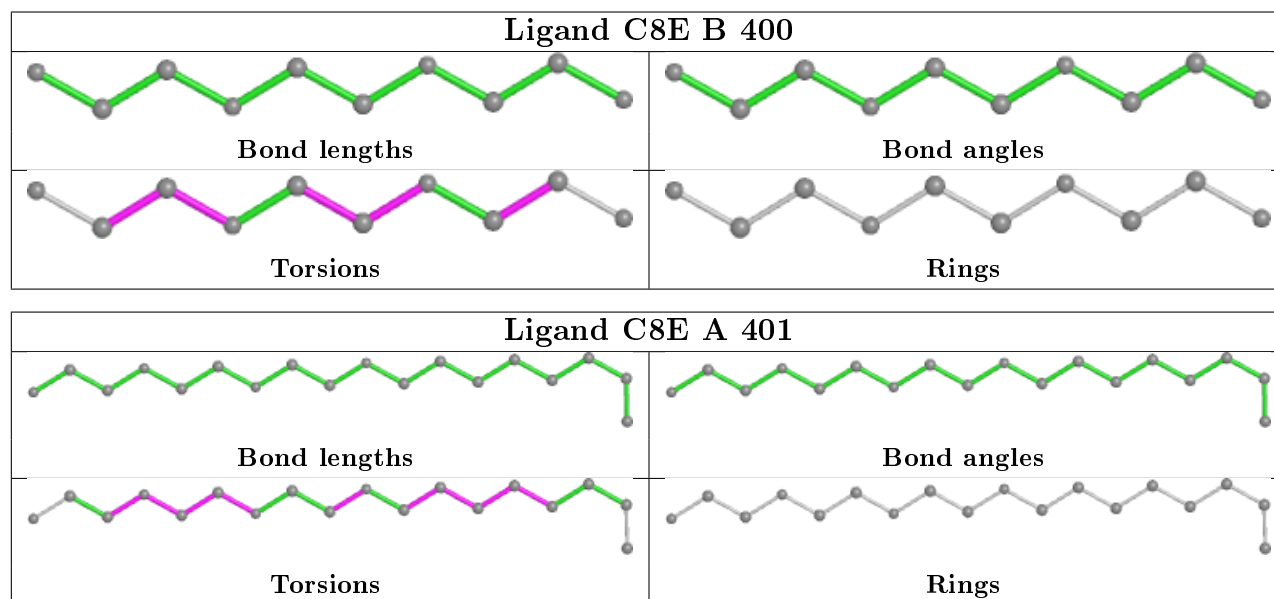 Ligand C8E B 400
Bond lengths
Bond angles
Torsions
Rings
Ligand C8E A 401
Bond lengths
Bond angles
Torsions
Rings